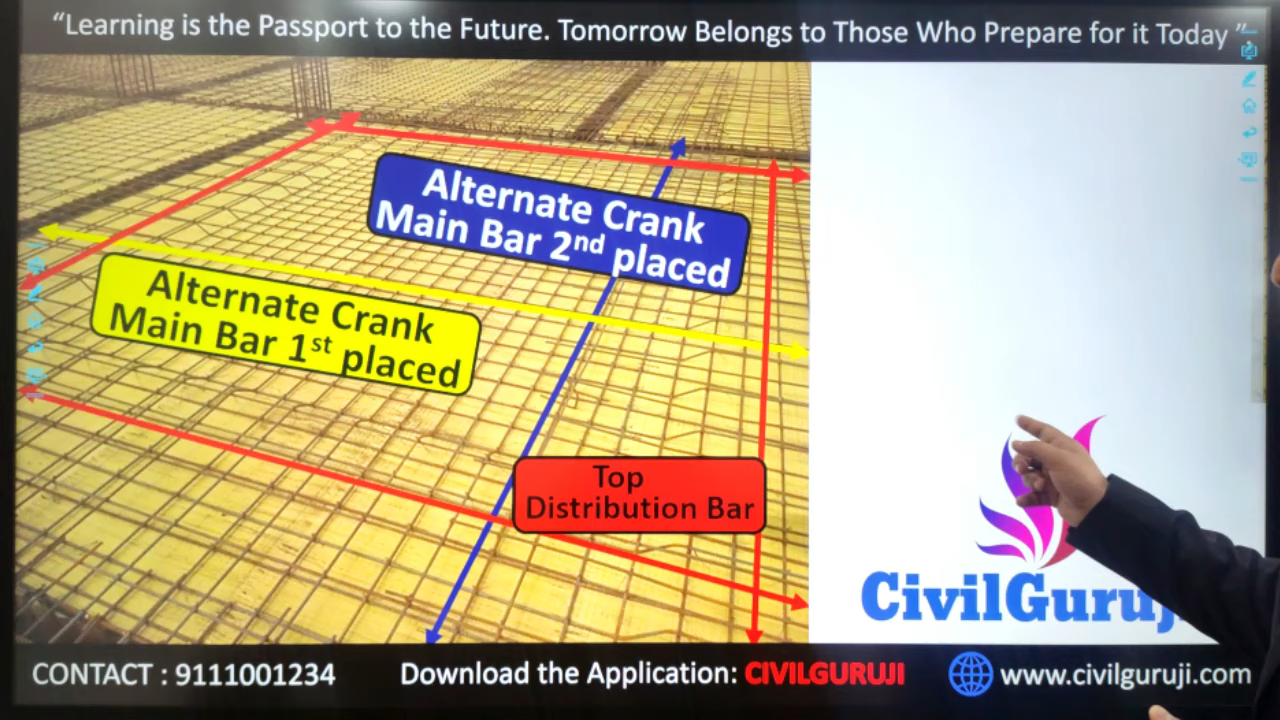 “Learning is the Passport to the Future. Tomorrow Belongs to Those Who Prepare for it Today ”
Alternate Crank
Main Bar 2nd placed
Alternate Crank
Main Bar 1st placed
Top
Distribution Bar
CivilGuruj
CONTACT : 9111001234
Download the Application: CIVILGURUJI
www.civilguruji.com